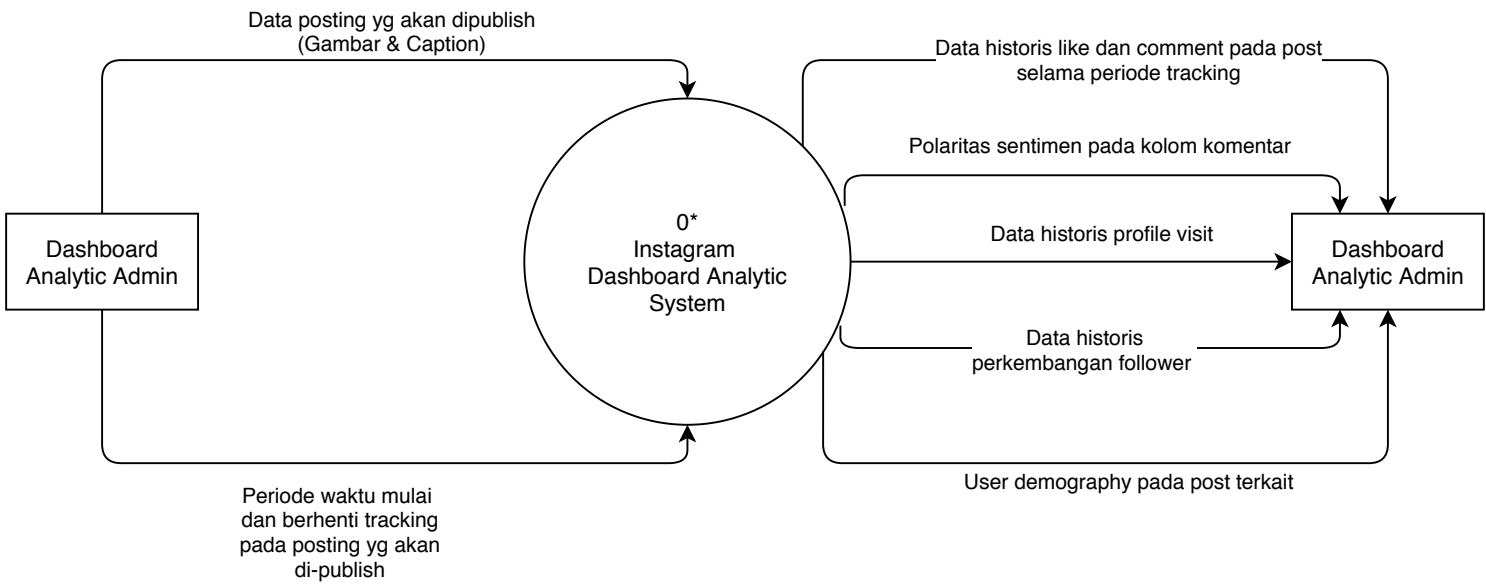 Data posting yg akan dipublish
(Gambar & Caption)
Data historis like dan comment pada post
selama periode tracking
Polaritas sentimen pada kolom komentar
Dashboard
Analytic Admin
0*
Instagram
Dashboard Analytic
System
Data historis profile visit
Dashboard
Analytic Admin
Data historis
perkembangan follower
User demography pada post terkait
Periode waktu mulai
dan berhenti tracking
pada posting yg akan
di-publish